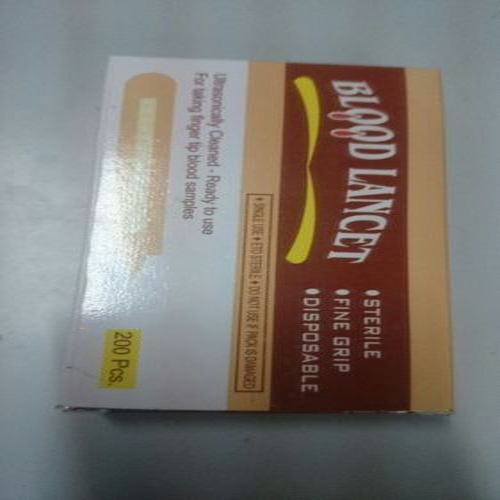 BLOOD LANCET
● STERILE
● FINE GRIP
● DISPOSABLE
♦ SINGLE USE ♦ ETO STERILE ♦ DO NOT USE IF PACK IS DAMAGED
Ultrasonically Cleaned - Ready to use
For taking finger tip blood samples
200 Pcs.